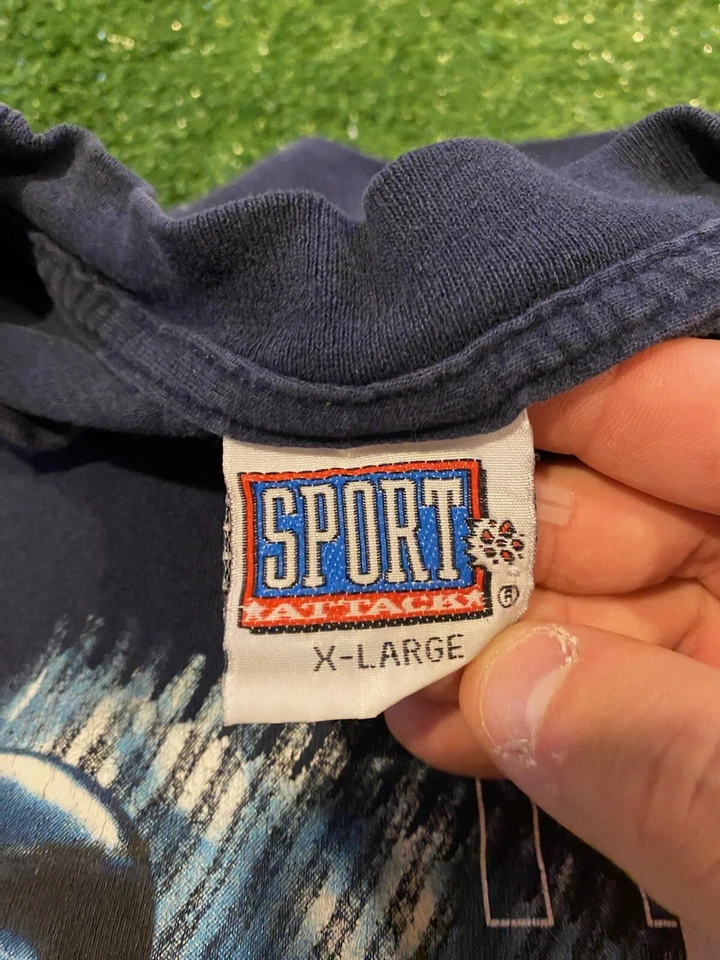 SPORT
ATTACK
®
X-LARGE